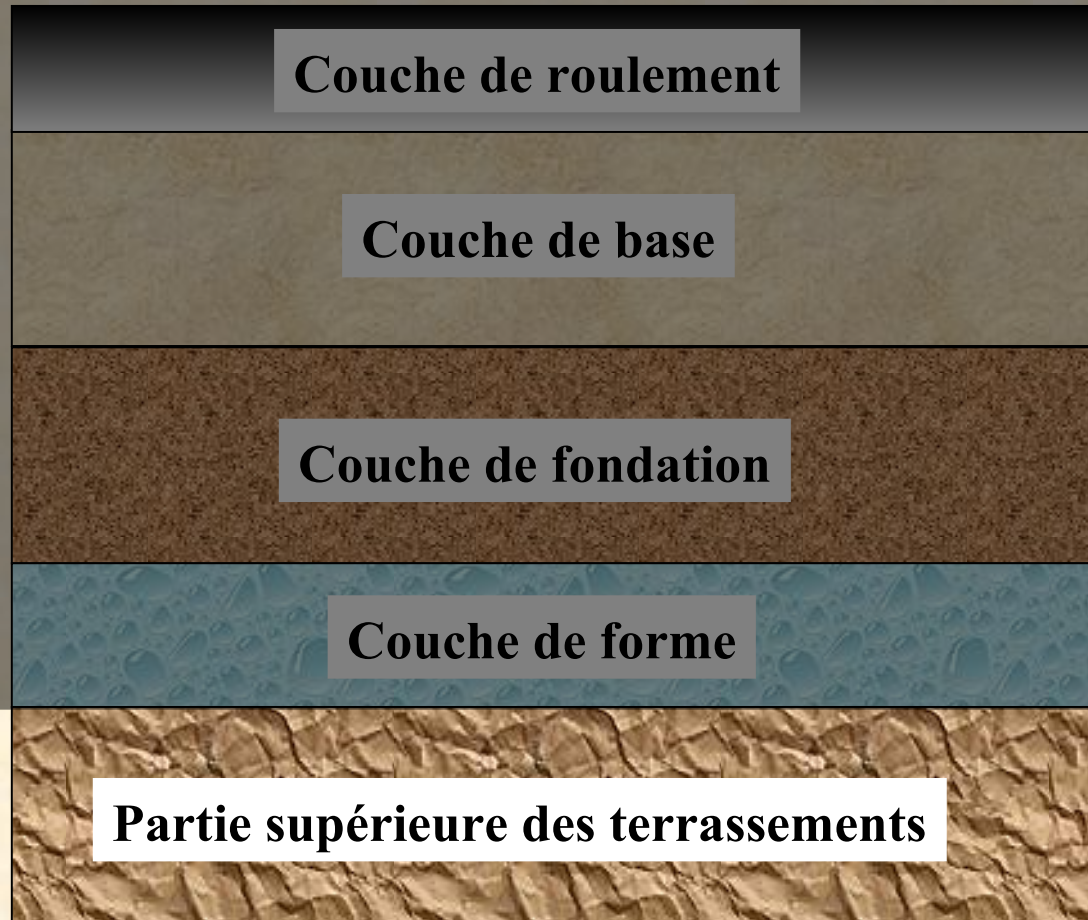 Couche de roulement
Couche de base
Couche de fondation
Couche de forme
Partie supérieure des terrassements